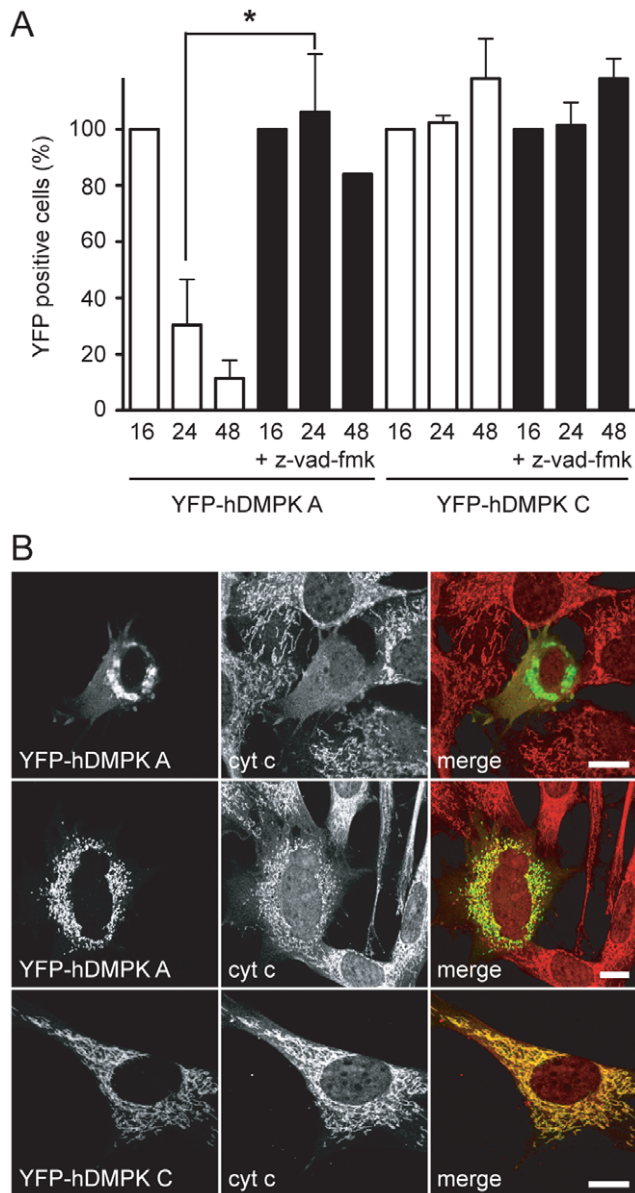 A
*
YFP positive cells (%)
100
80
60
40
20
0
16 24 48 16 24 48 16 24 48 16 24 48
+ z-vad-fmk + z-vad-fmk
YFP-hDMPK A YFP-hDMPK C
B
YFP-hDMPK A cyt c merge
YFP-hDMPK A cyt c merge
YFP-hDMPK C cyt c merge